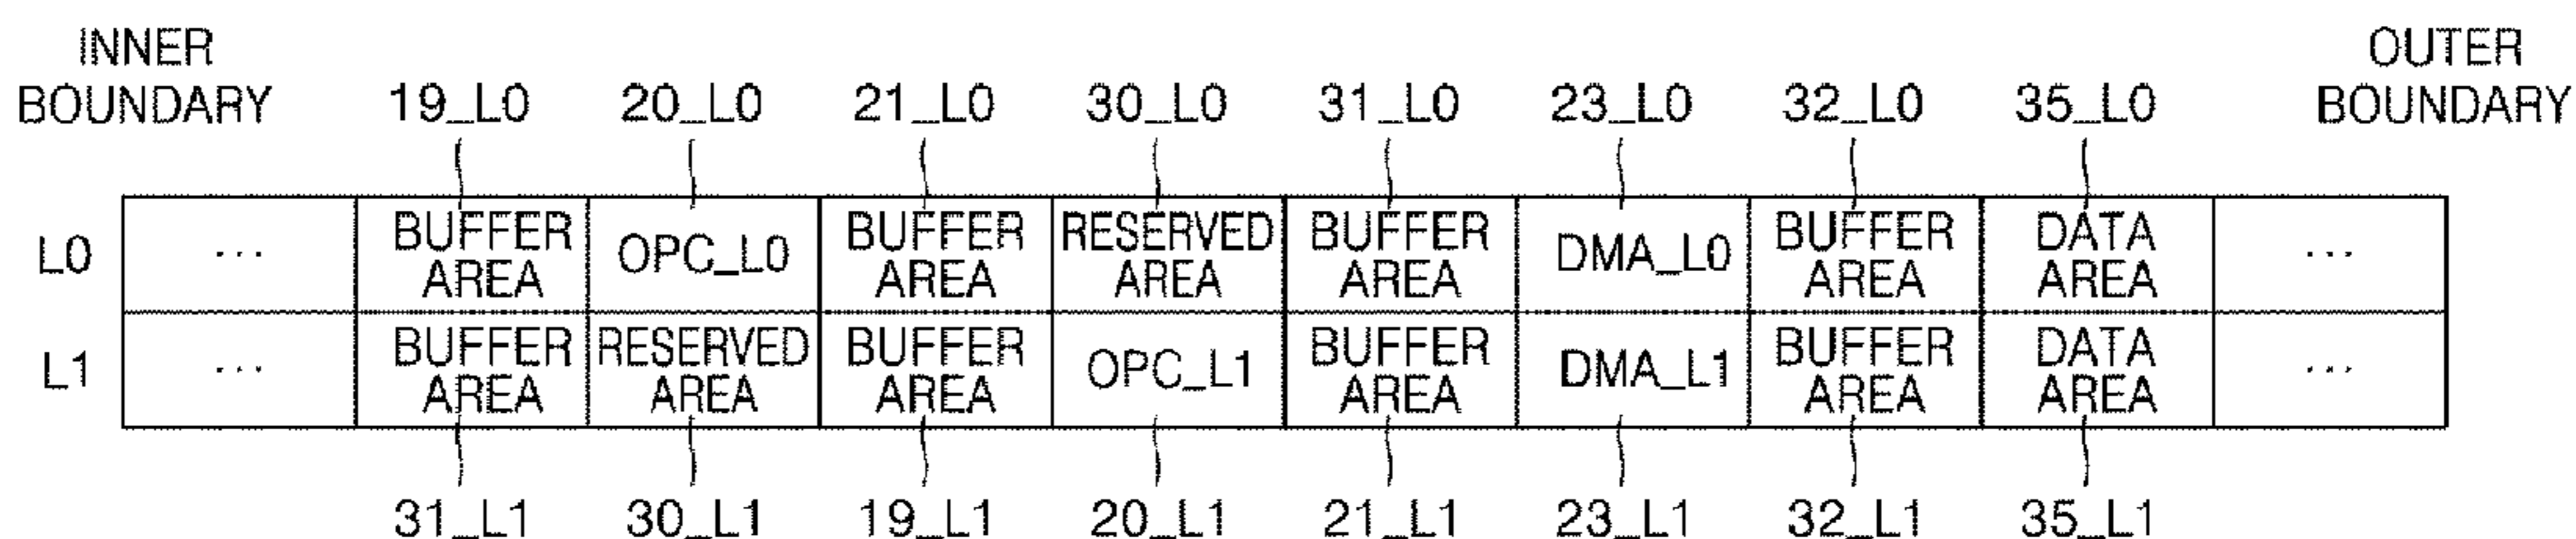 INNER OUTER
BOUNDARY 19_L0 20_L0 21_L0 30_L0 31_L0 23_L0 32_L0 35_L0 BOUNDARY
L0 ... BUFFER AREA OPC_L0 BUFFER AREA RESERVED AREA BUFFER AREA DMA_L0 BUFFER AREA DATA AREA ...
L1 ... BUFFER AREA RESERVED AREA BUFFER AREA OPC_L1 BUFFER AREA DMA_L1 BUFFER AREA DATA AREA ...
31_L1 30_L1 19_L1 20_L1 21_L1 23_L1 32_L1 35_L1